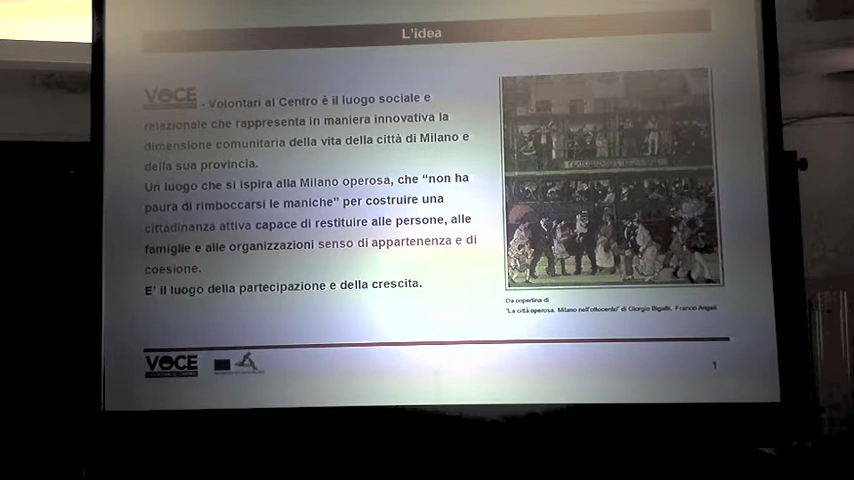 L'idea
VOCE - Volontari al Centro è il luogo sociale e
relazionale che rappresenta in maniera innovativa la
dimensione comunitaria della vita della città di Milano e
della sua provincia.
Un luogo che si ispira alla Milano operosa, che “non ha
paura di rimboccarsi le maniche” per costruire una
cittadinanza attiva capace di restituire alle persone, alle
famiglie e alle organizzazioni senso di appartenenza e di
coesione.
E’ il luogo della partecipazione e della crescita.
Da copertina di
“La città operosa. Milano nell'ottocento” di Giorgio Bigatti, Franco Angeli
VOCE
VOLONTARI AL CENTRO
1